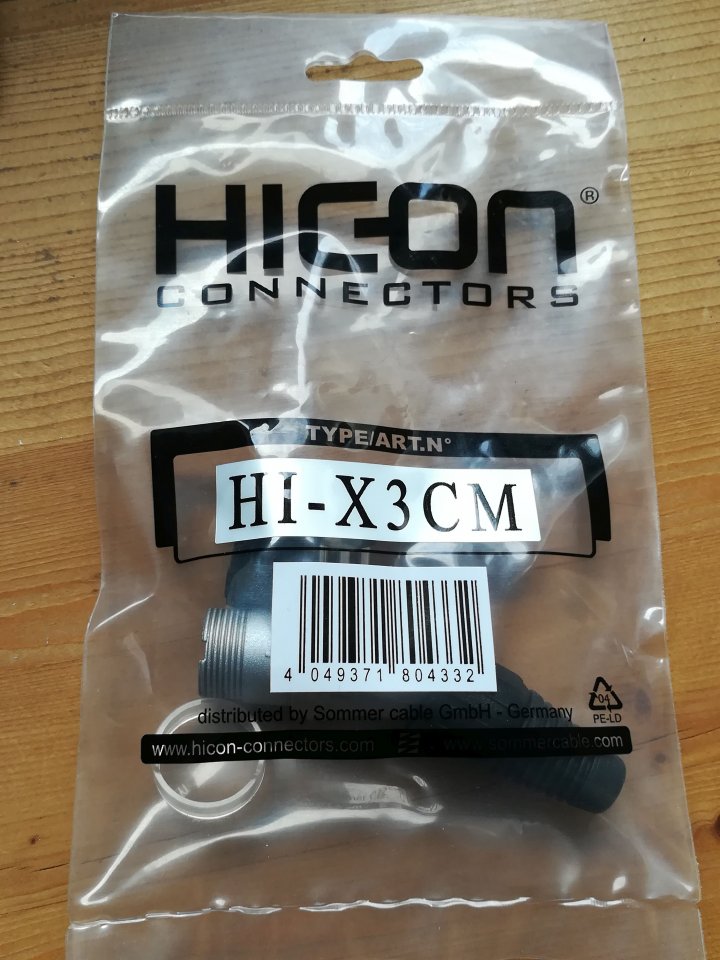 HICON®
CONNECTORS
TYPE/ART.N°
HI-X3CM
4 049371 804332
04
PE-LD
distributed by Sommer cable GmbH - Germany
www.hicon-connectors.com www.sommercable.com